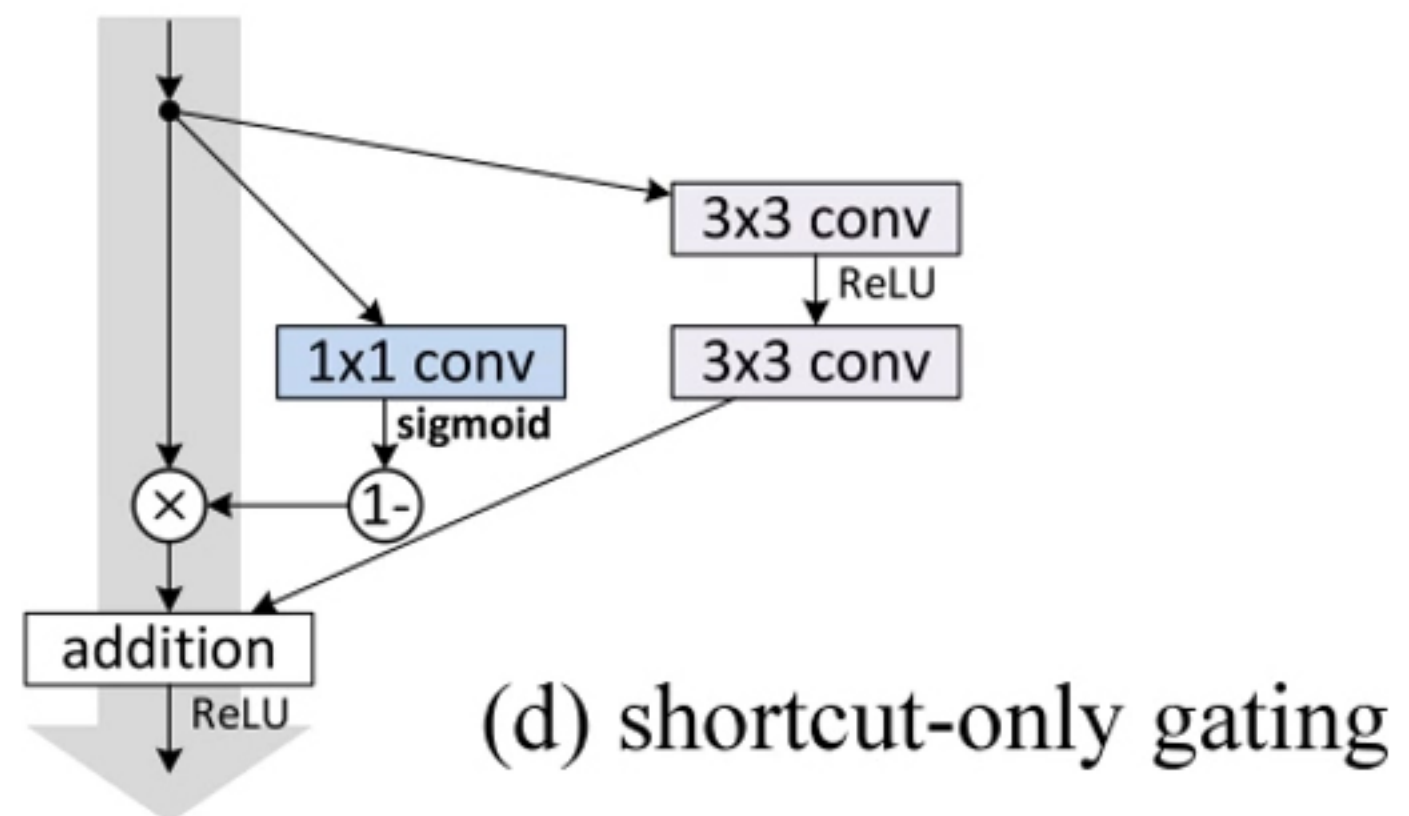 3x3 conv
ReLU
1x1 conv
3x3 conv
sigmoid
×
1-
addition
ReLU
(d) shortcut-only gating